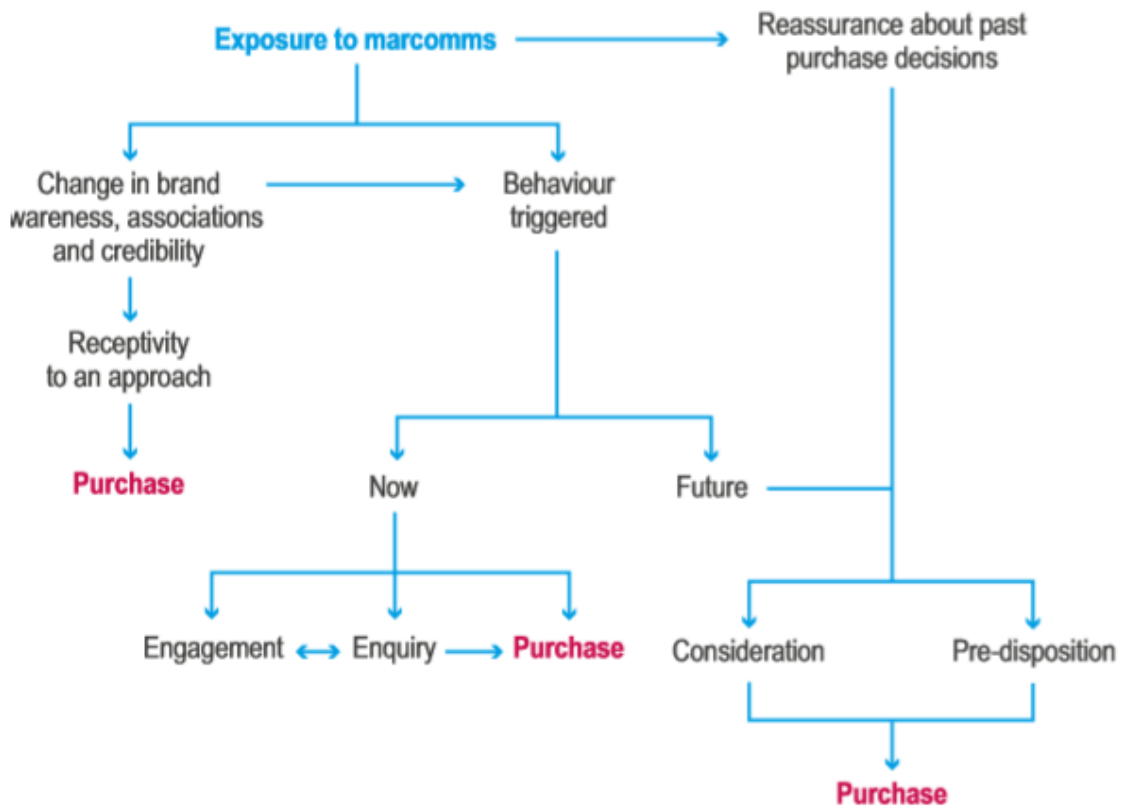 Exposure to marcomms
Reassurance about past
purchase decisions
Change in brand
wareness, associations
and credibility
Behaviour
triggered
Receptivity
to an approach
Purchase
Now
Future
Engagement
Enquiry
Purchase
Consideration
Pre-disposition
Purchase